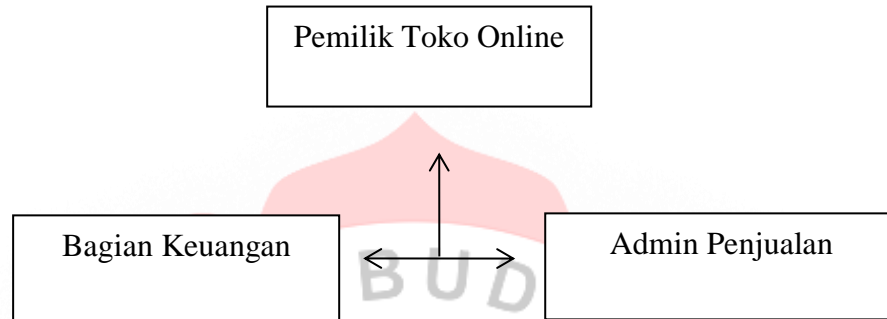 Pemilik Toko Online
Bagian Keuangan
Admin Penjualan
BUD